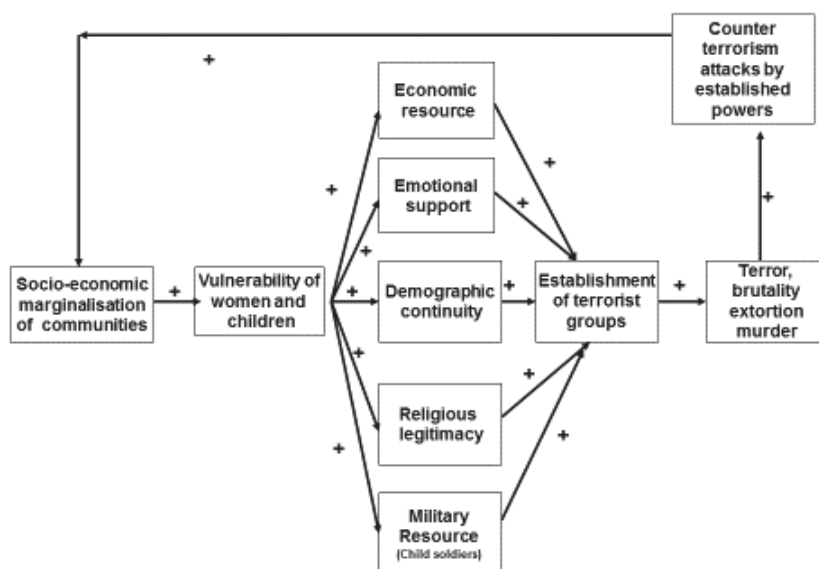 Counter
terrorism
attacks by
established
powers
+
Economic
resource
+
+
Emotional
support
+
+
+
Socio-economic
marginalisation
of communities
+
Vulnerability of
women and
children
+
Demographic
continuity
+
Establishment
of terrorist
groups
+
Terror,
brutality
extortion
murder
+
Religious
legitimacy
+
+
+
Military
Resource
(Child soldiers)